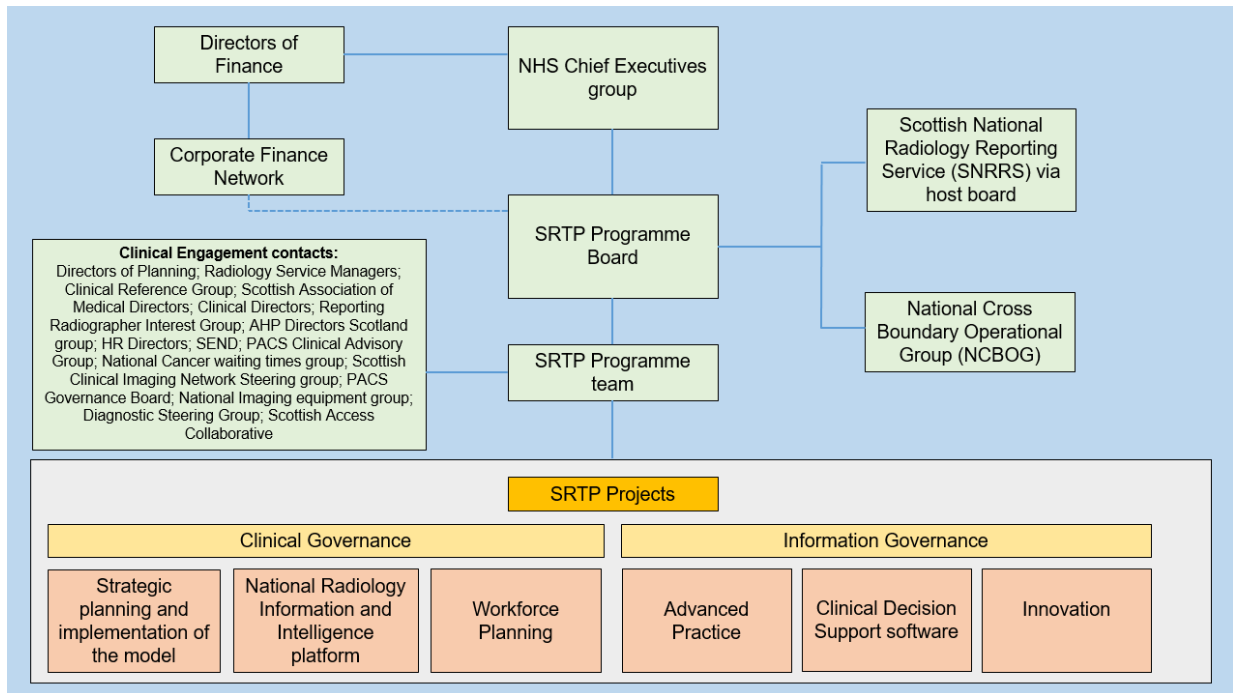 Directors of
Finance
NHS Chief Executives
group
Corporate Finance
Network
Scottish National
Radiology Reporting
Service (SNRRS) via
host board
SRTP Programme
Board
Clinical Engagement contacts:
Directors of Planning; Radiology Service Managers;
Clinical Reference Group; Scottish Association of
Medical Directors; Clinical Directors; Reporting
Radiographer Interest Group; AHP Directors Scotland
group; HR Directors; SEND; PACS Clinical Advisory
Group; National Cancer waiting times group; Scottish
Clinical Imaging Network Steering group; PACS
Governance Board; National Imaging equipment group;
Diagnostic Steering Group; Scottish Access
Collaborative
National Cross
Boundary Operational
Group (NCBOG)
SRTP Programme
team
SRTP Projects
Clinical Governance
Information Governance
Strategic
planning and
implementation of
the model
National Radiology
Information and
Intelligence
platform
Workforce
Planning
Advanced
Practice
Clinical Decision
Support software
Innovation